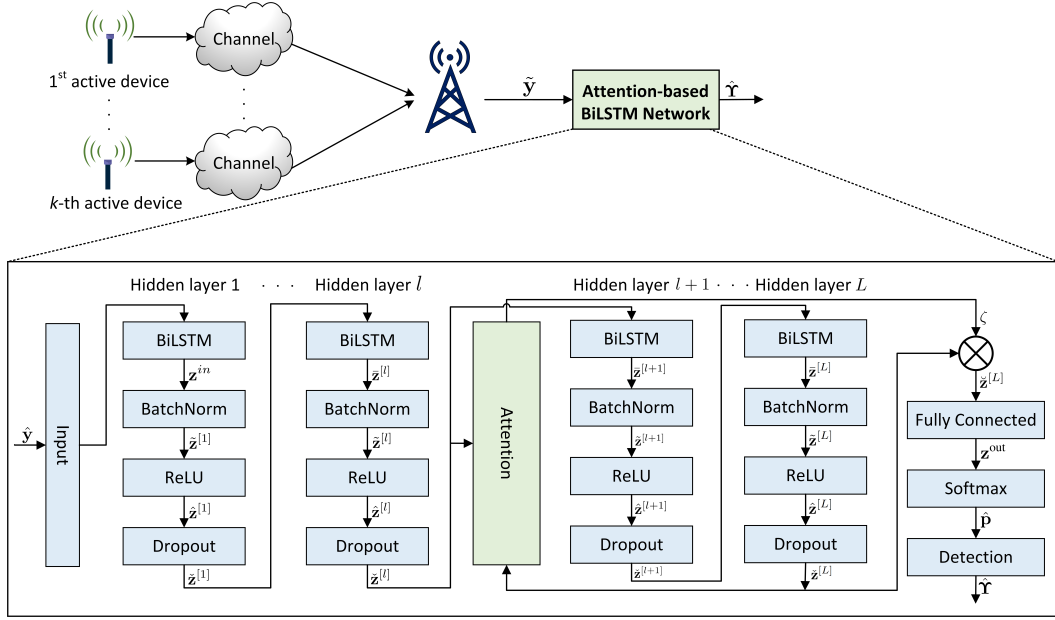 1st active device
Channel
k-th active device
Channel
ỹ
Attention-based
BiLSTM Network
Υ̂
Hidden layer 1 · · · Hidden layer l
Hidden layer l + 1 · · · Hidden layer L
ŷ
Input
BiLSTM
z^{in}
BatchNorm
z̃^{[1]}
ReLU
ẑ^{[1]}
Dropout
ž^{[1]}
BiLSTM
z̄^{[l]}
BatchNorm
z̃^{[l]}
ReLU
ẑ^{[l]}
Dropout
ž^{[l]}
Attention
BiLSTM
z̄^{[l+1]}
BatchNorm
z̃^{[l+1]}
ReLU
ẑ^{[l+1]}
Dropout
ž^{[l+1]}
BiLSTM
z̄^{[L]}
BatchNorm
z̃^{[L]}
ReLU
ẑ^{[L]}
Dropout
ž^{[L]}
ζ
z̆^{[L]}
Fully Connected
z^{out}
Softmax
p̂
Detection
Υ̂